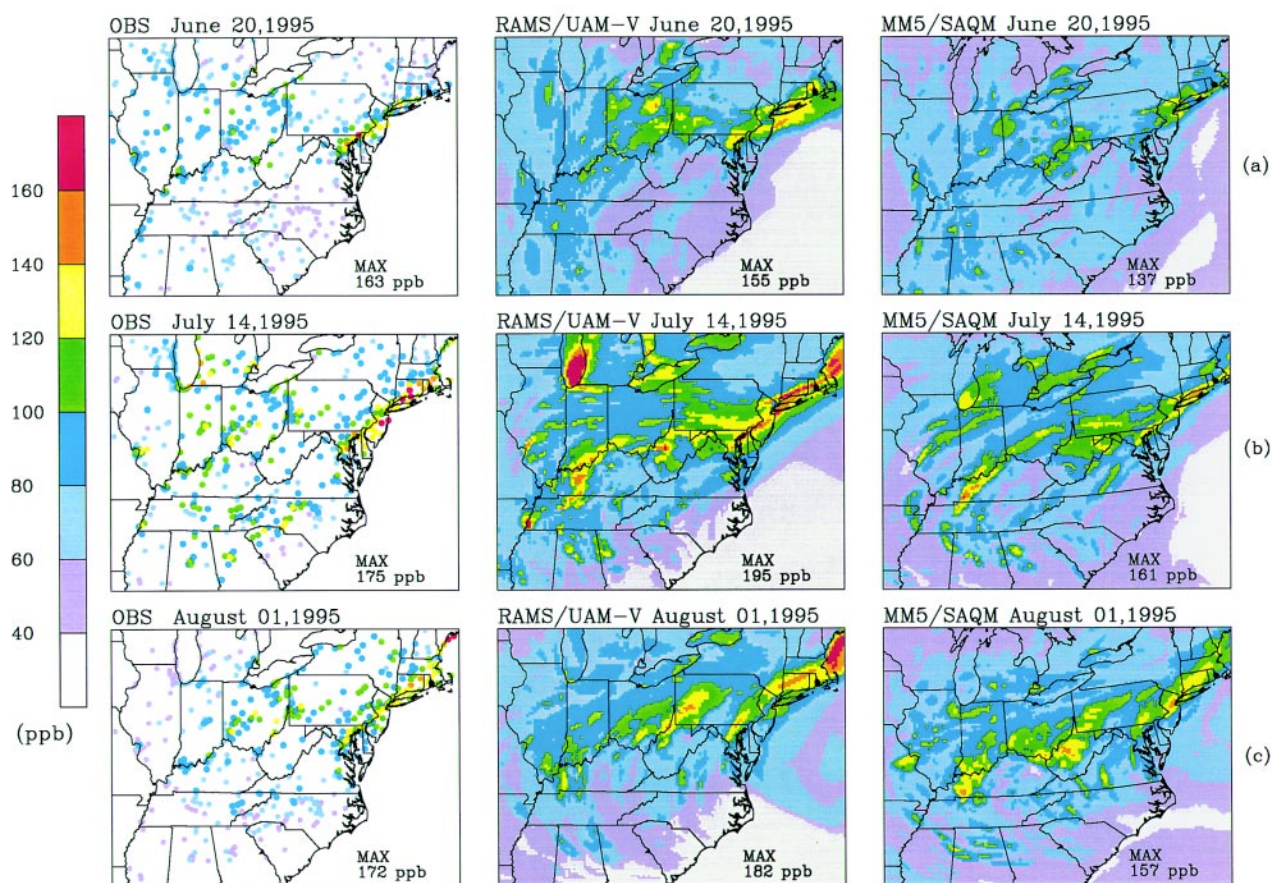 OBS June 20,1995
RAMS/UAM-V June 20,1995
MM5/SAQM June 20,1995
MAX
163 ppb
MAX
155 ppb
MAX
137 ppb
(a)
OBS July 14,1995
RAMS/UAM-V July 14,1995
MM5/SAQM July 14,1995
MAX
175 ppb
MAX
195 ppb
MAX
161 ppb
(b)
OBS August 01,1995
RAMS/UAM-V August 01,1995
MM5/SAQM August 01,1995
MAX
172 ppb
MAX
182 ppb
MAX
157 ppb
(c)
160
140
120
100
80
60
40
(ppb)